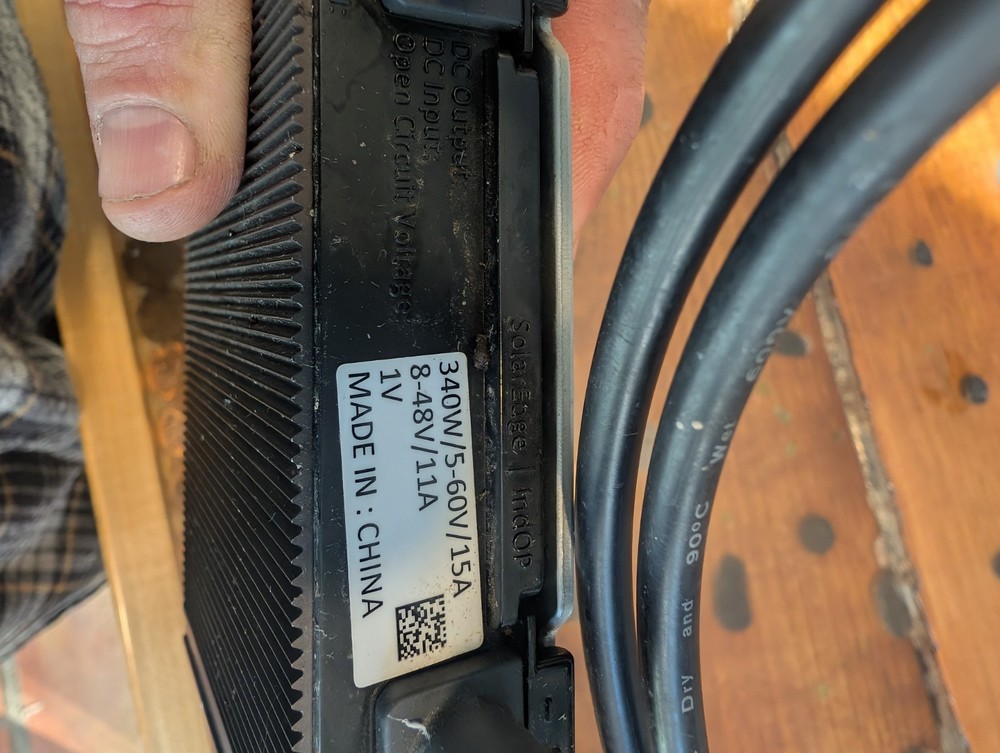 DC Output:
DC Input:
Open Circuit Voltage
340W/5-60V/15A
8-48V/11A
1V
MADE IN : CHINA
SolarEdge | IndOP
600V
90°C
Wet
Dry and